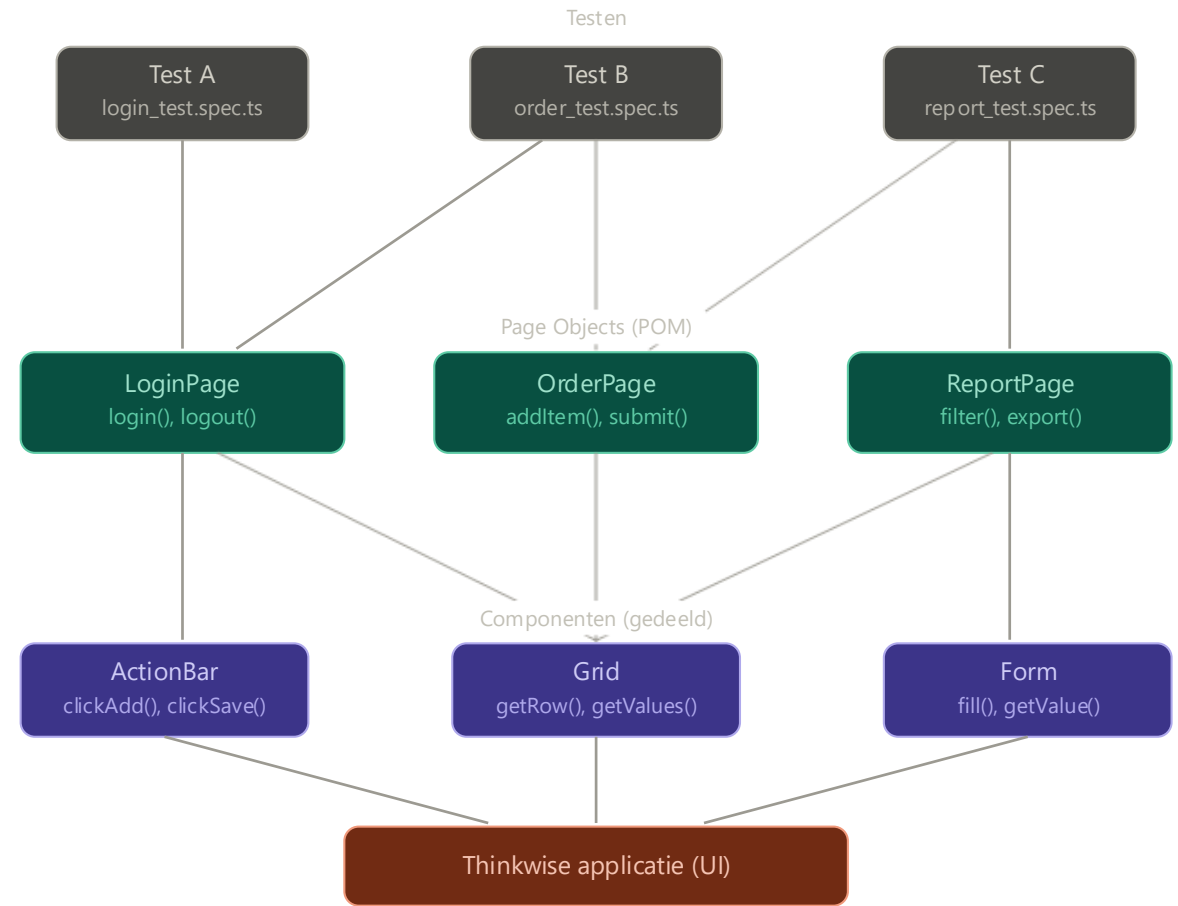 Testen
Test A
login_test.spec.ts
Test B
order_test.spec.ts
Test C
report_test.spec.ts
Page Objects (POM)
LoginPage
login(), logout()
OrderPage
addItem(), submit()
ReportPage
filter(), export()
Componenten (gedeeld)
ActionBar
clickAdd(), clickSave()
Grid
getRow(), getValues()
Form
fill(), getValue()
Thinkwise applicatie (UI)